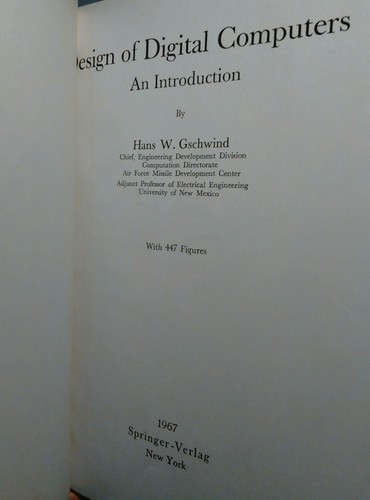 Design of Digital Computers
An Introduction
By
Hans W. Gschwind
Chief, Engineering Development Division
Computation Directorate
Air Force Missile Development Center
Adjunct Professor of Electrical Engineering
University of New Mexico
With 447 Figures
1967
Springer-Verlag
New York